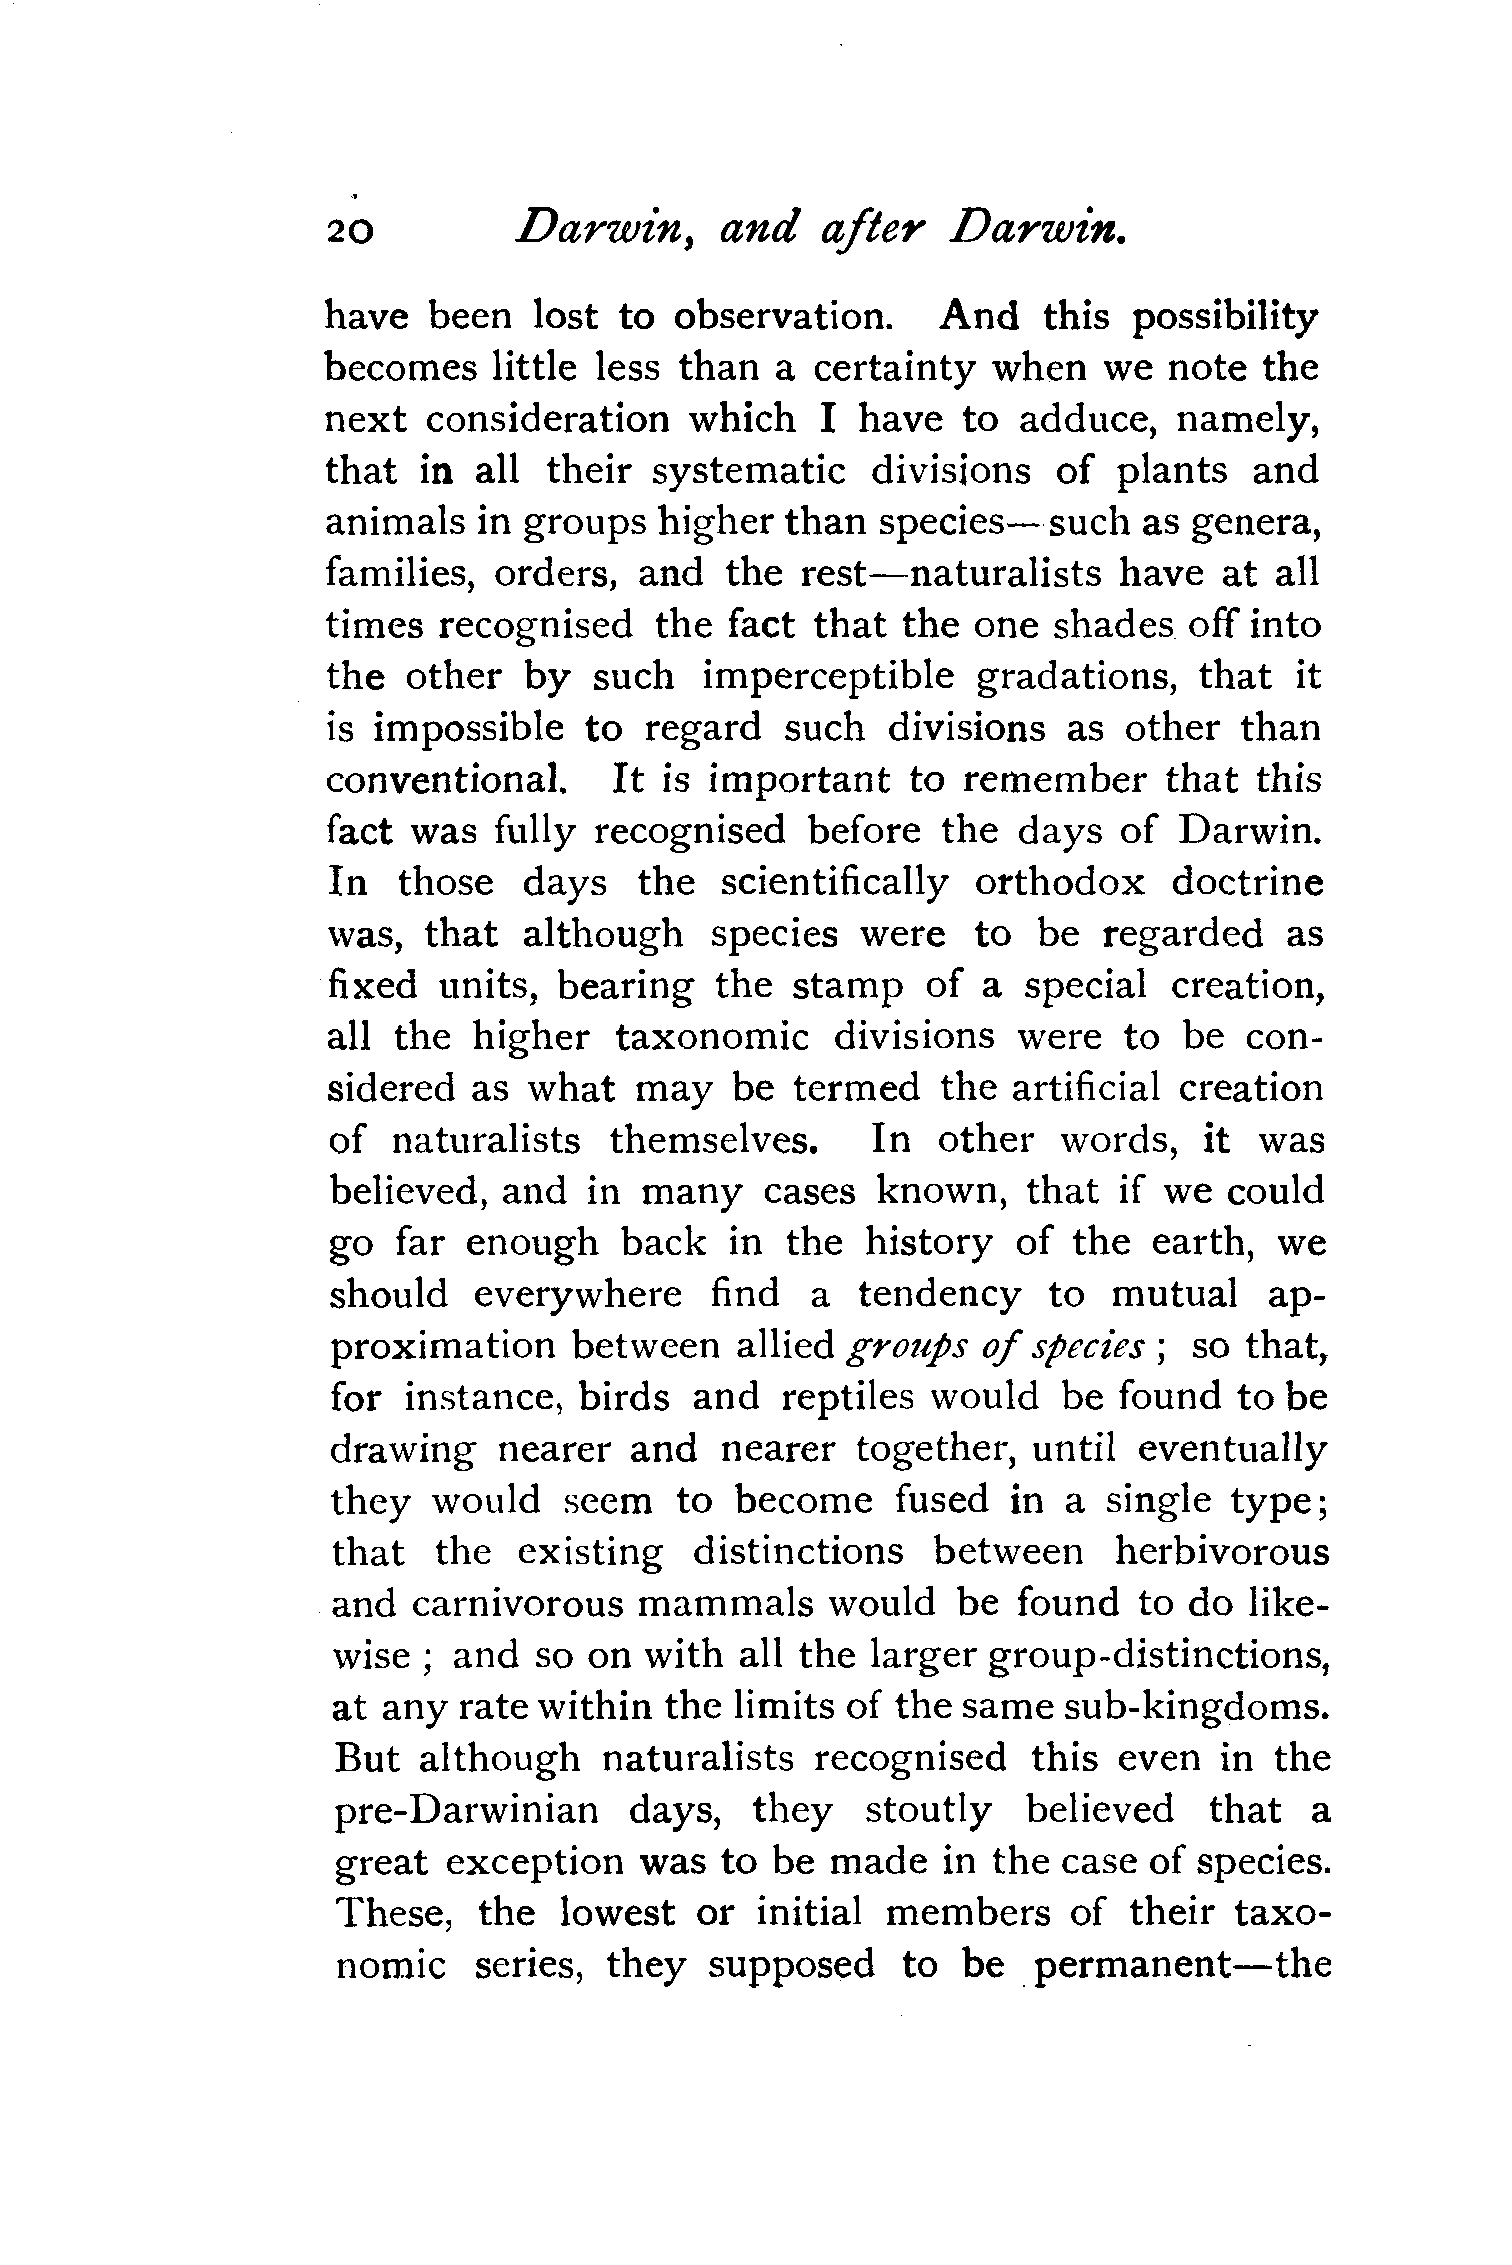 20 Darwin, and after Darwin.
have been lost to observation. And this possibility
becomes little less than a certainty when we note the
next consideration which I have to adduce, namely,
that in all their systematic divisions of plants and
animals in groups higher than species—such as genera,
families, orders, and the rest—naturalists have at all
times recognised the fact that the one shades off into
the other by such imperceptible gradations, that it
is impossible to regard such divisions as other than
conventional. It is important to remember that this
fact was fully recognised before the days of Darwin.
In those days the scientifically orthodox doctrine
was, that although species were to be regarded as
fixed units, bearing the stamp of a special creation,
all the higher taxonomic divisions were to be con-
sidered as what may be termed the artificial creation
of naturalists themselves. In other words, it was
believed, and in many cases known, that if we could
go far enough back in the history of the earth, we
should everywhere find a tendency to mutual ap-
proximation between allied groups of species ; so that,
for instance, birds and reptiles would be found to be
drawing nearer and nearer together, until eventually
they would seem to become fused in a single type;
that the existing distinctions between herbivorous
and carnivorous mammals would be found to do like-
wise ; and so on with all the larger group-distinctions,
at any rate within the limits of the same sub-kingdoms.
But although naturalists recognised this even in the
pre-Darwinian days, they stoutly believed that a
great exception was to be made in the case of species.
These, the lowest or initial members of their taxo-
nomic series, they supposed to be permanent—the